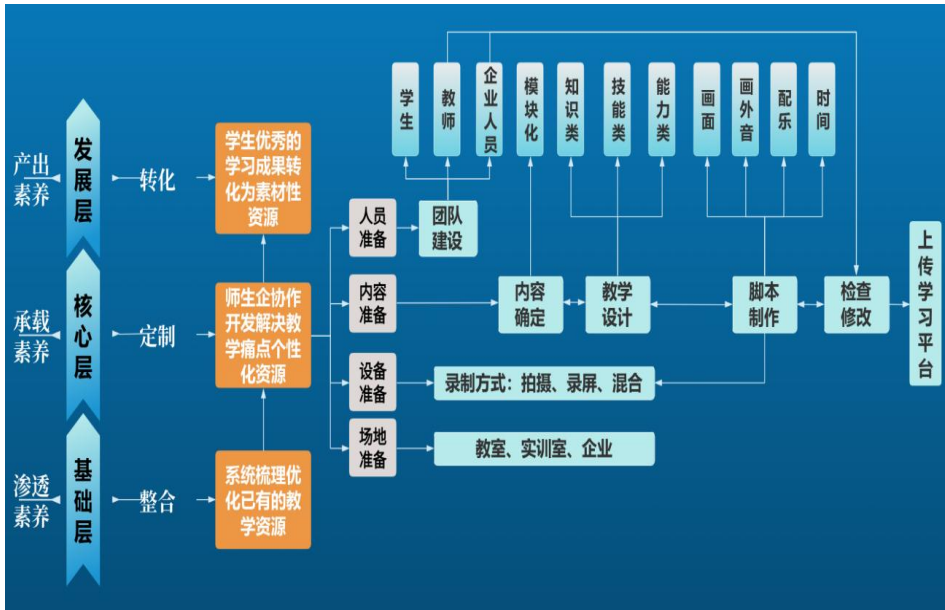 学生
教师
企业人员
模块化
知识类
技能类
能力类
画面
画外音
配乐
时间
产出
素养
发展层
转化
学生优秀的
学习成果转
化为素材性
资源
人员
准备
团队
建设
上传学习平台
承载
素养
核心层
定制
师生企协作
开发解决教
学痛点个性
化资源
内容
准备
内容
确定
教学
设计
脚本
制作
检查
修改
设备
准备
录制方式：拍摄、录屏、混合
场地
准备
教室、实训室、企业
渗透
素养
基础层
整合
系统梳理优
化已有的教
学资源